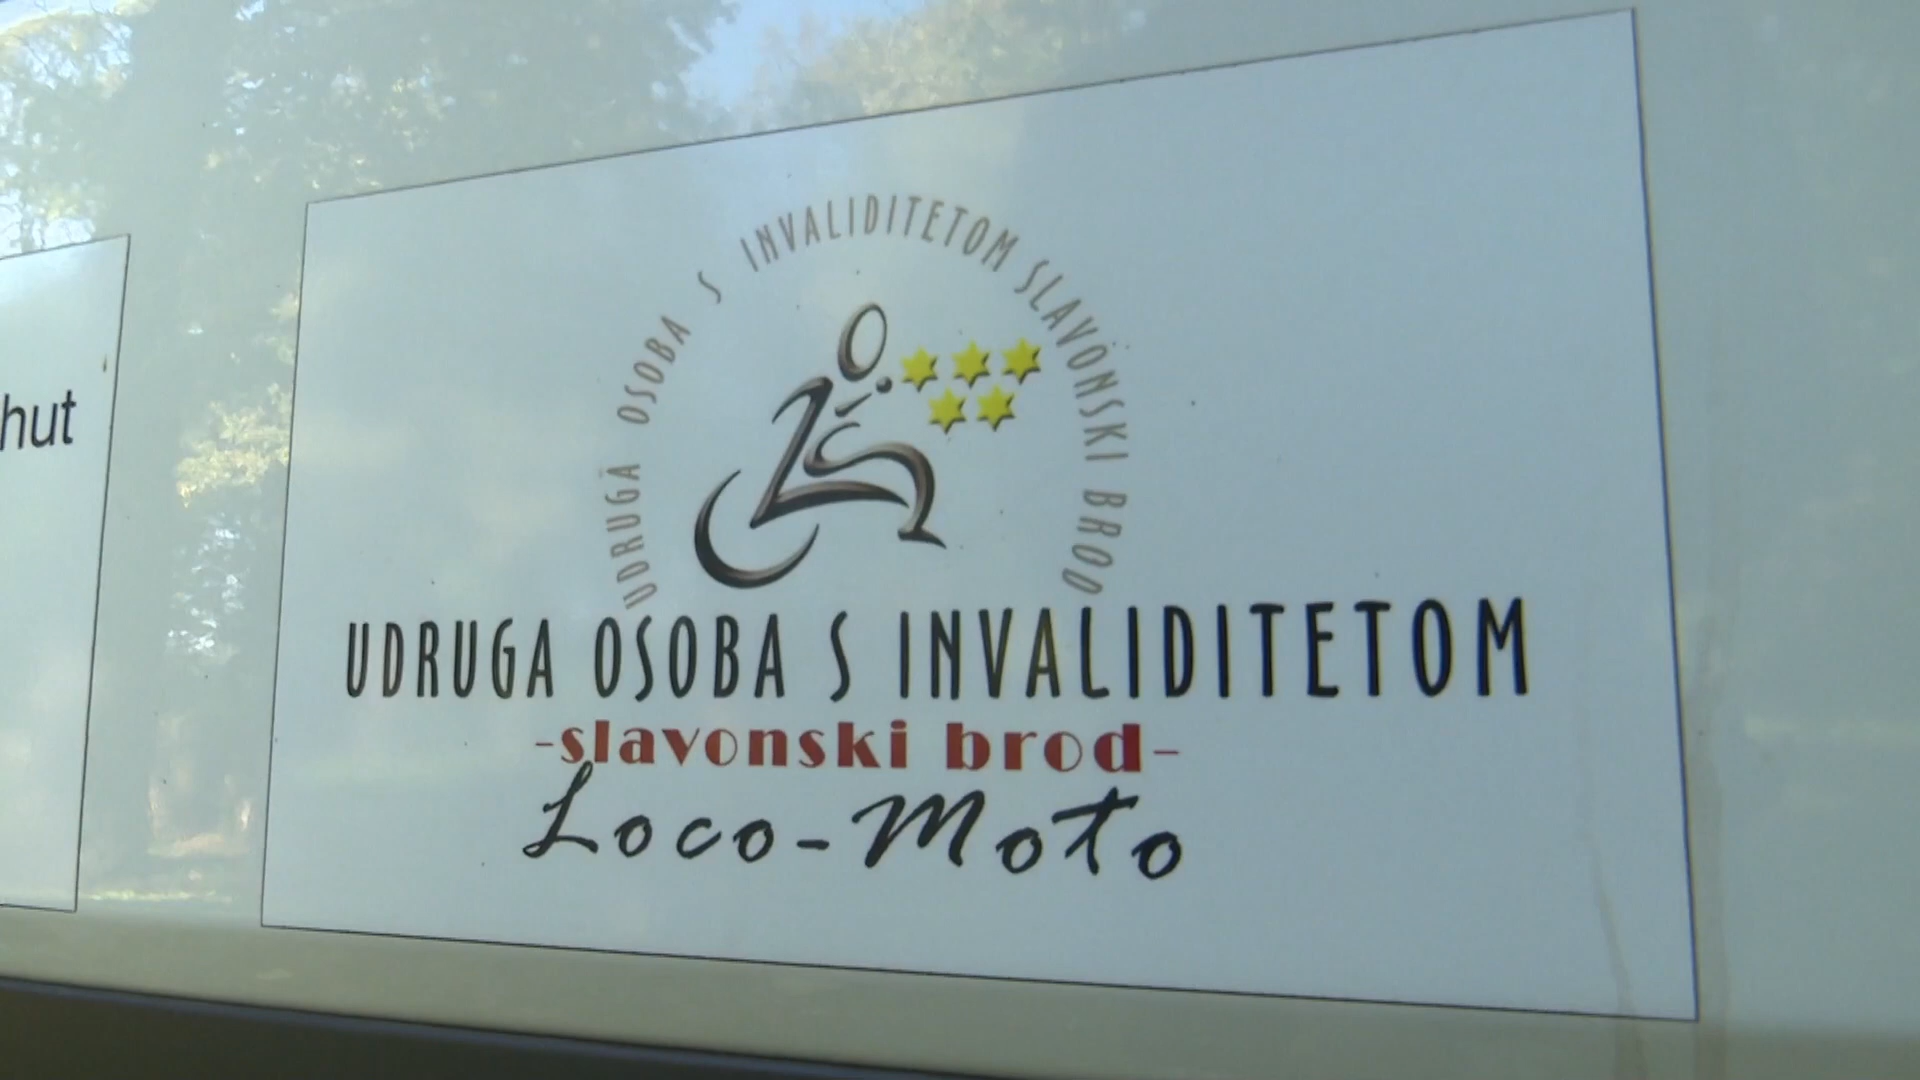 hut
UDRUGA OSOBA S INVALIDITETOM SLAVONSKI BROD
UDRUGA OSOBA S INVALIDITETOM
-slavonski brod-
Loco-Moto